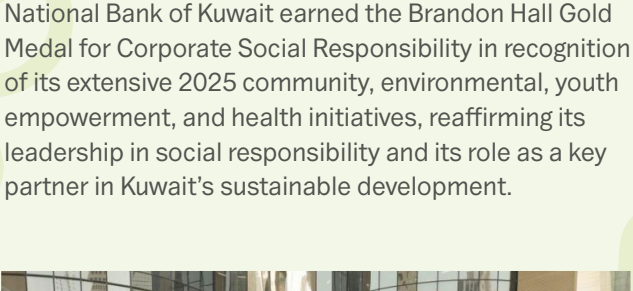 National Bank of Kuwait earned the Brandon Hall Gold
Medal for Corporate Social Responsibility in recognition
of its extensive 2025 community, environmental, youth
empowerment, and health initiatives, reaffirming its
leadership in social responsibility and its role as a key
partner in Kuwait’s sustainable development.